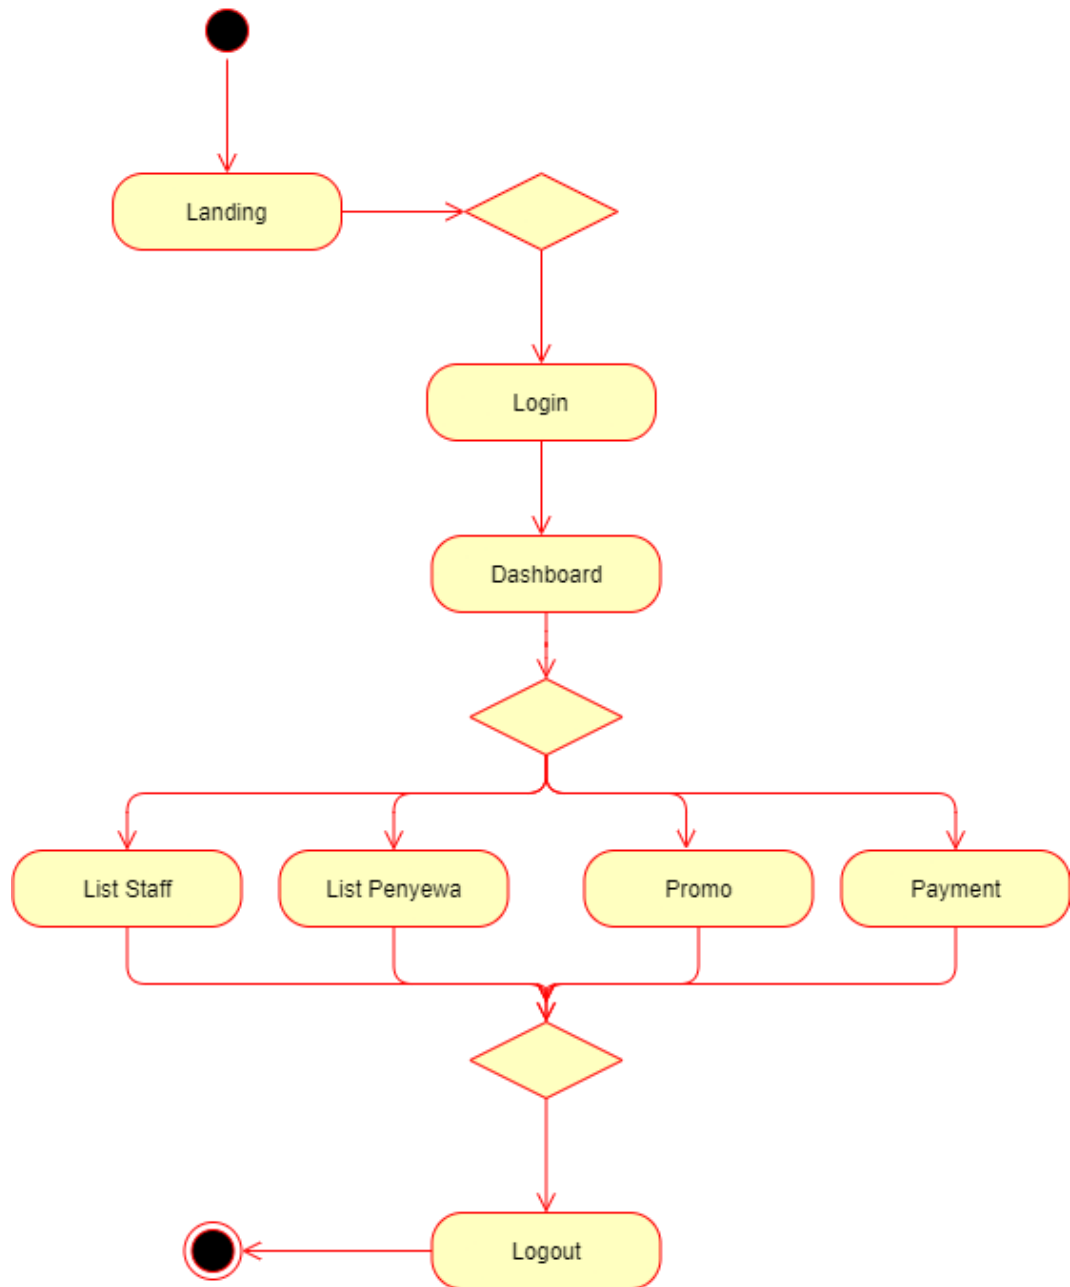 Landing
Login
Dashboard
List Staff
List Penyewa
Promo
Payment
Logout